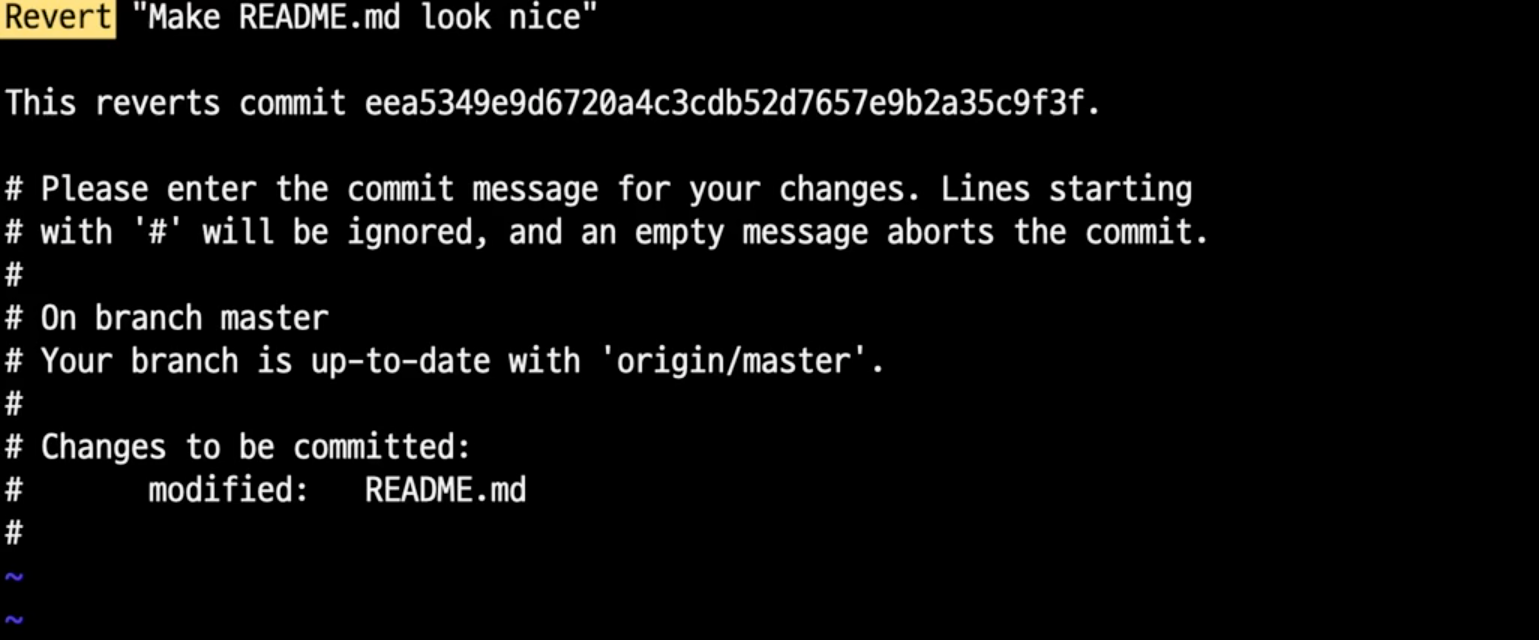 Revert "Make README.md look nice"
This reverts commit eea5349e9d6720a4c3cdb52d7657e9b2a35c9f3f.
# Please enter the commit message for your changes. Lines starting
# with '#' will be ignored, and an empty message aborts the commit.
#
# On branch master
# Your branch is up-to-date with 'origin/master'.
#
# Changes to be committed:
#       modified:   README.md
#
~
~